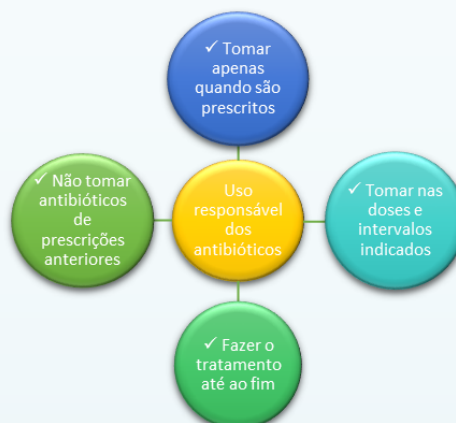 ✓ Tomar
apenas
quando são
prescritos
✓ Não tomar
antibióticos
de
prescrições
anteriores
Uso
responsável
dos
antibióticos
✓ Tomar nas
doses e
intervalos
indicados
✓ Fazer o
tratamento
até ao fim